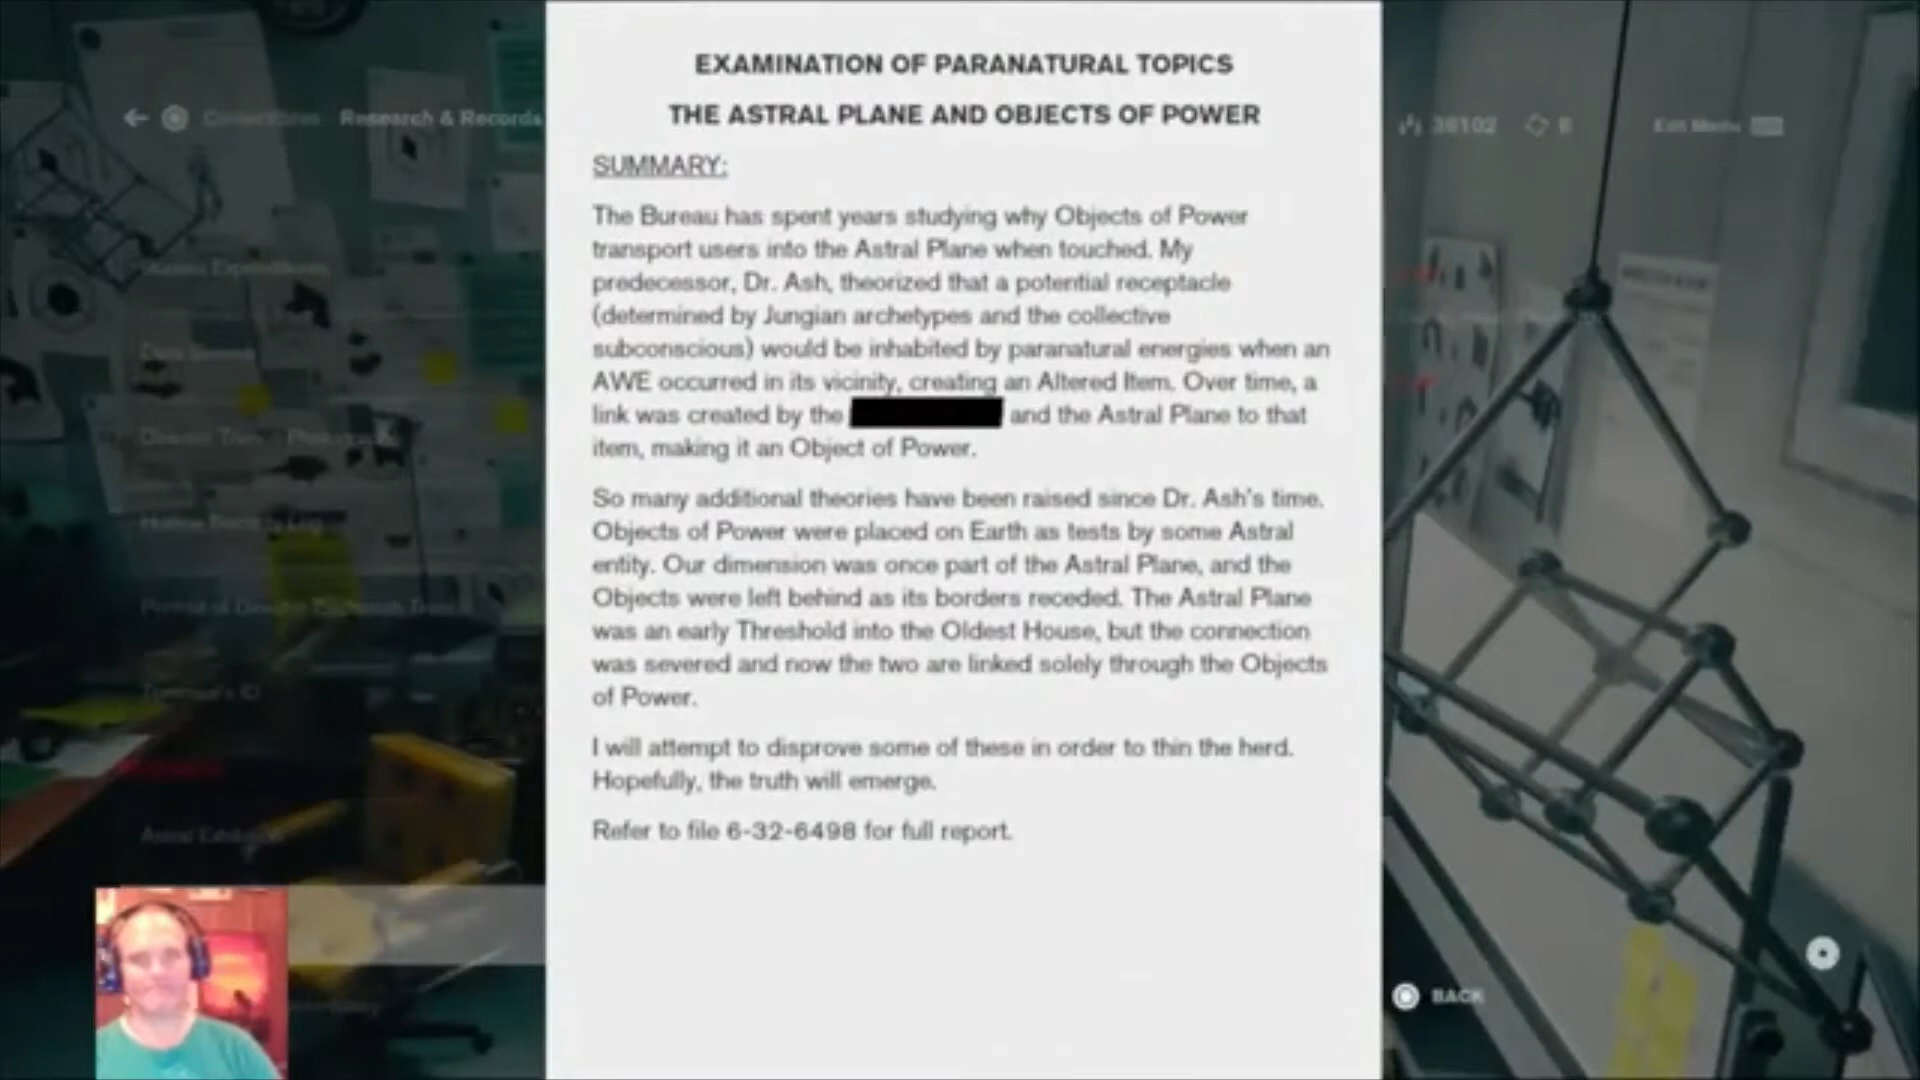 EXAMINATION OF PARANATURAL TOPICS
THE ASTRAL PLANE AND OBJECTS OF POWER
SUMMARY:
The Bureau has spent years studying why Objects of Power
transport users into the Astral Plane when touched. My
predecessor, Dr. Ash, theorized that a potential receptacle
(determined by Jungian archetypes and the collective
subconscious) would be inhabited by paranatural energies when an
AWE occurred in its vicinity, creating an Altered Item. Over time, a
link was created by the and the Astral Plane to that
item, making it an Object of Power.
So many additional theories have been raised since Dr. Ash's time.
Objects of Power were placed on Earth as tests by some Astral
entity. Our dimension was once part of the Astral Plane, and the
Objects were left behind as its borders receded. The Astral Plane
was an early Threshold into the Oldest House, but the connection
was severed and now the two are linked solely through the Objects
of Power.
I will attempt to disprove some of these in order to thin the herd.
Hopefully, the truth will emerge.
Refer to file 6-32-6498 for full report.
Research & Records
38102
Exit Menu
BACK